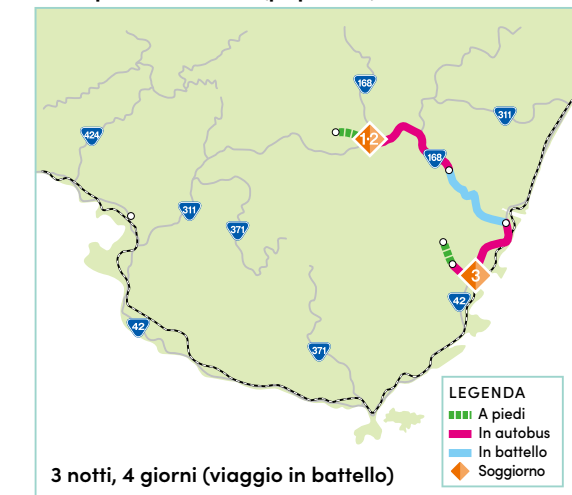 168
311
424
1-2
168
311
371
3
42
42
371
LEGENDA
A piedi
In autobus
In battello
Soggiorno
3 notti, 4 giorni (viaggio in battello)